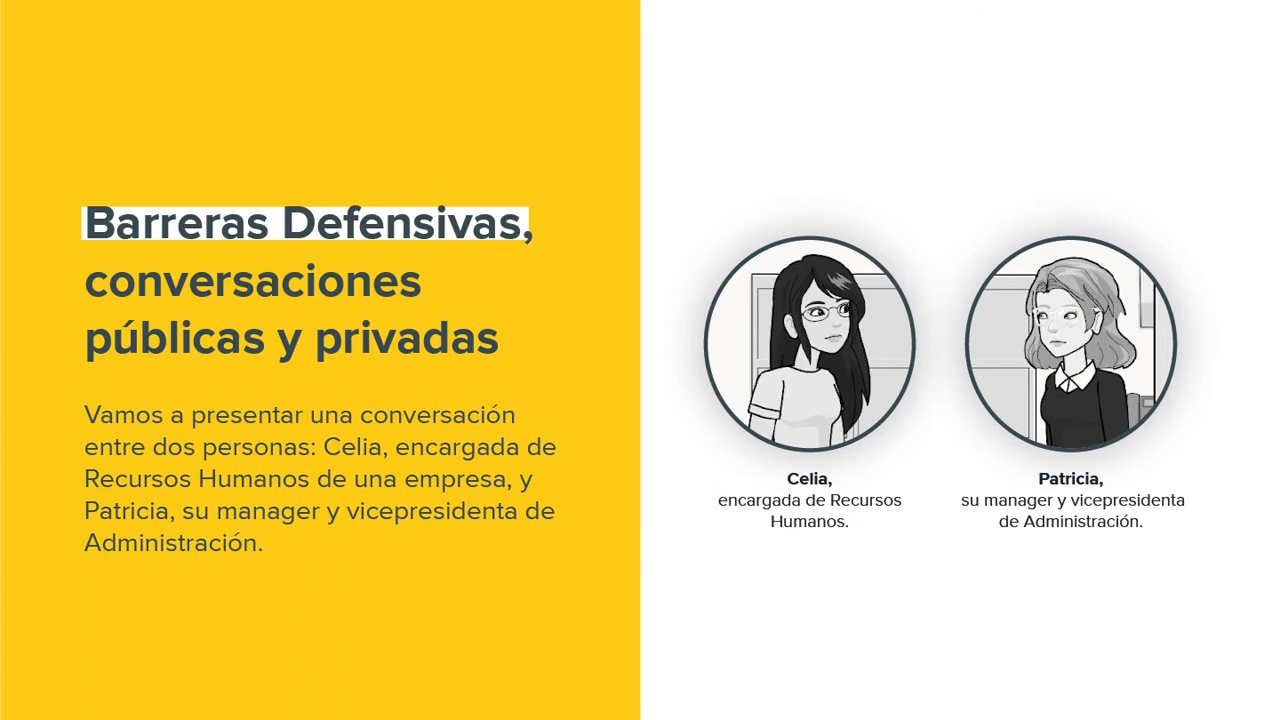 Barreras Defensivas,
conversaciones
públicas y privadas
Vamos a presentar una conversación
entre dos personas: Celia, encargada de
Recursos Humanos de una empresa, y
Patricia, su manager y vicepresidenta de
Administración.
Celia,
encargada de Recursos
Humanos.
Patricia,
su manager y vicepresidenta
de Administración.